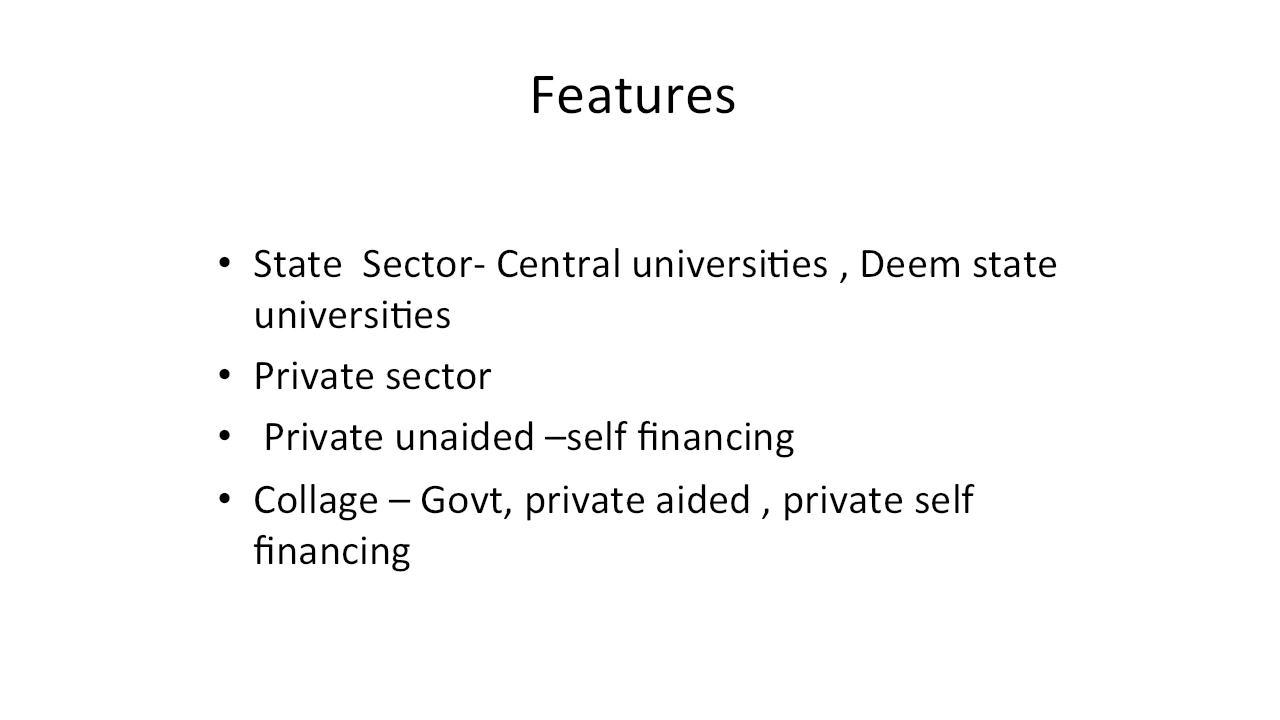 Features
• State  Sector- Central universities , Deem state
universities
• Private sector
•  Private unaided –self financing
• Collage – Govt, private aided , private self
financing